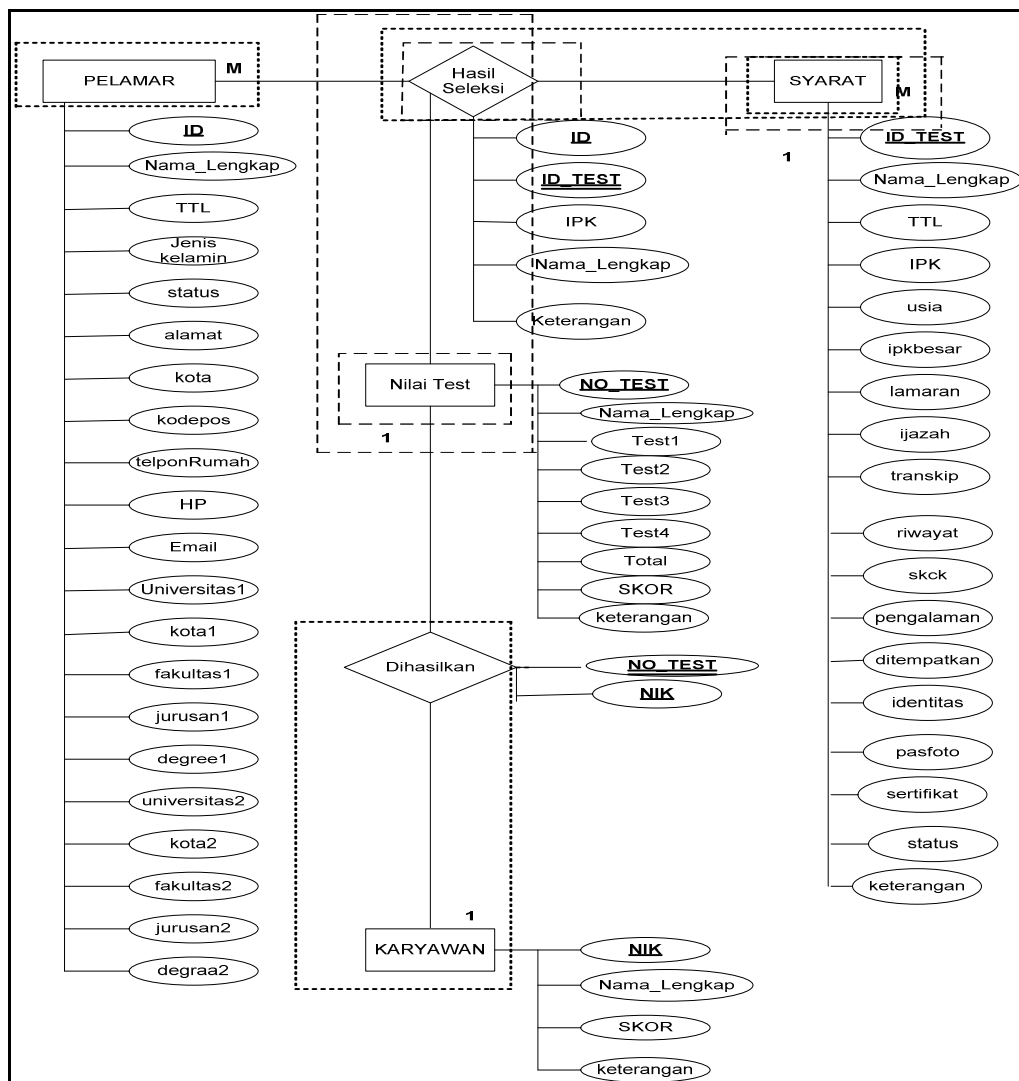 PELAMAR
M
Hasil
Seleksi
SYARAT
M
1
ID
Nama_Lengkap
TTL
Jenis
kelamin
status
alamat
kota
kodepos
telponRumah
HP
Email
Universitas1
kota1
fakultas1
jurusan1
degree1
universitas2
kota2
fakultas2
jurusan2
degraa2
ID
ID_TEST
IPK
Nama_Lengkap
Keterangan
Nilai Test
1
NO_TEST
Nama_Lengkap
Test1
Test2
Test3
Test4
Total
SKOR
keterangan
Dihasilkan
NO_TEST
NIK
1
KARYAWAN
NIK
Nama_Lengkap
SKOR
keterangan
ID_TEST
Nama_Lengkap
TTL
IPK
usia
ipkbesar
lamaran
ijazah
transkip
riwayat
skck
pengalaman
ditempatkan
identitas
pasfoto
sertifikat
status
keterangan